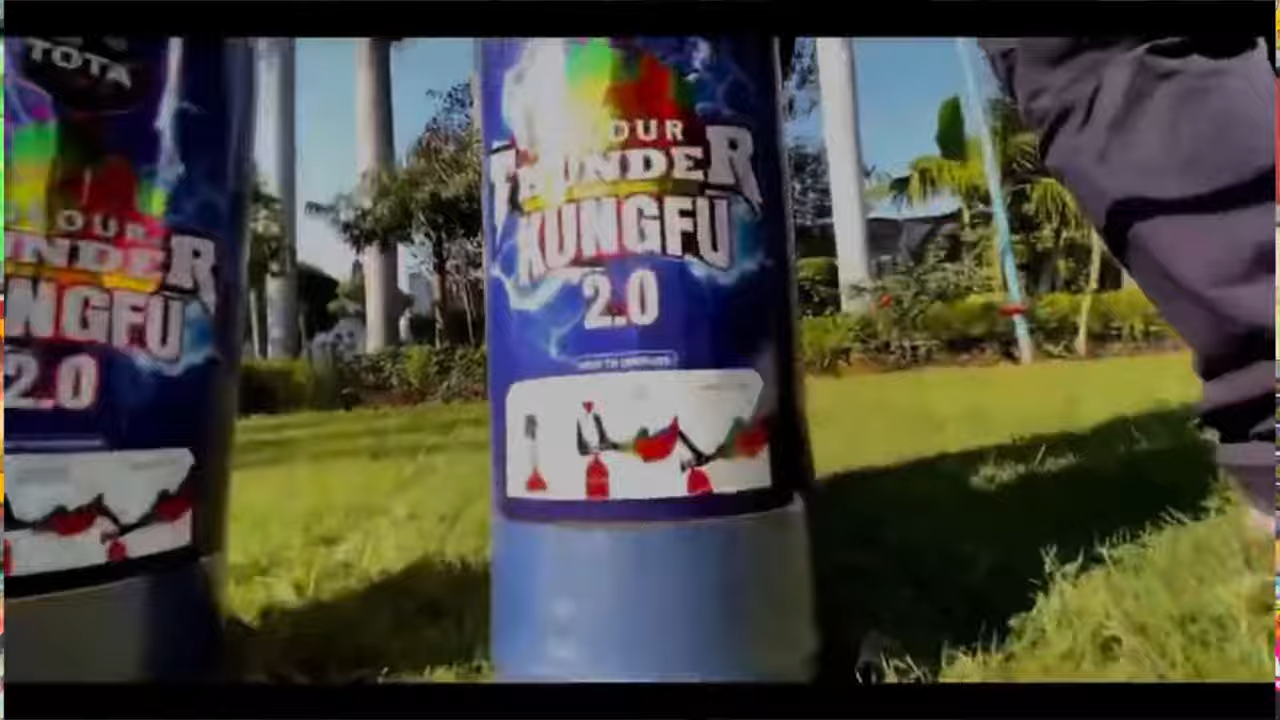 TOTA
OUR
NDER
NGFU
2.0
OUR
THUNDER
KUNGFU
2.0